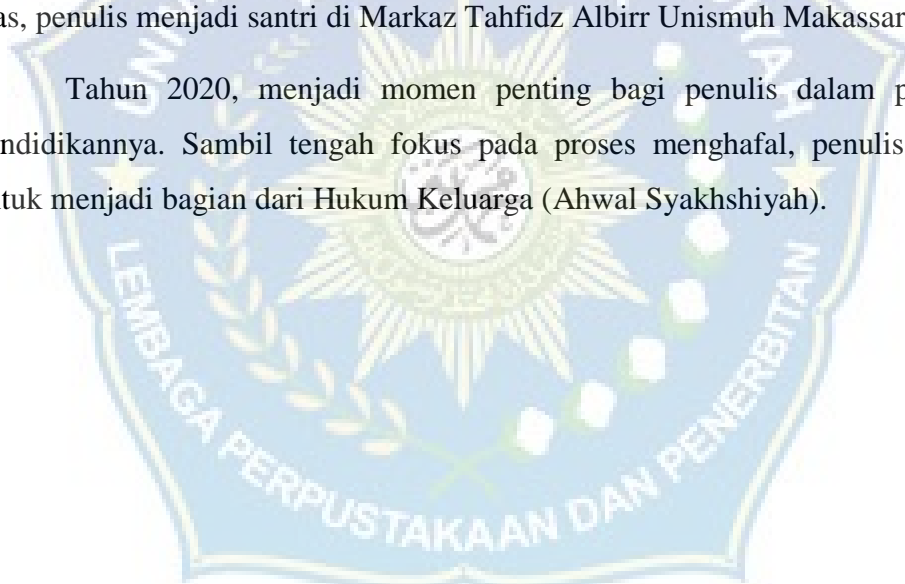 as, penulis menjadi santri di Markaz Tahfidz Albirr Unismuh Makassar
Tahun 2020, menjadi momen penting bagi penulis dalam p
ndidikannya. Sambil tengah fokus pada proses menghafal, penulis
tuk menjadi bagian dari Hukum Keluarga (Ahwal Syakhshiyah).
LEMBAGA PERPUSTAKAAN DAN PENERBITAN